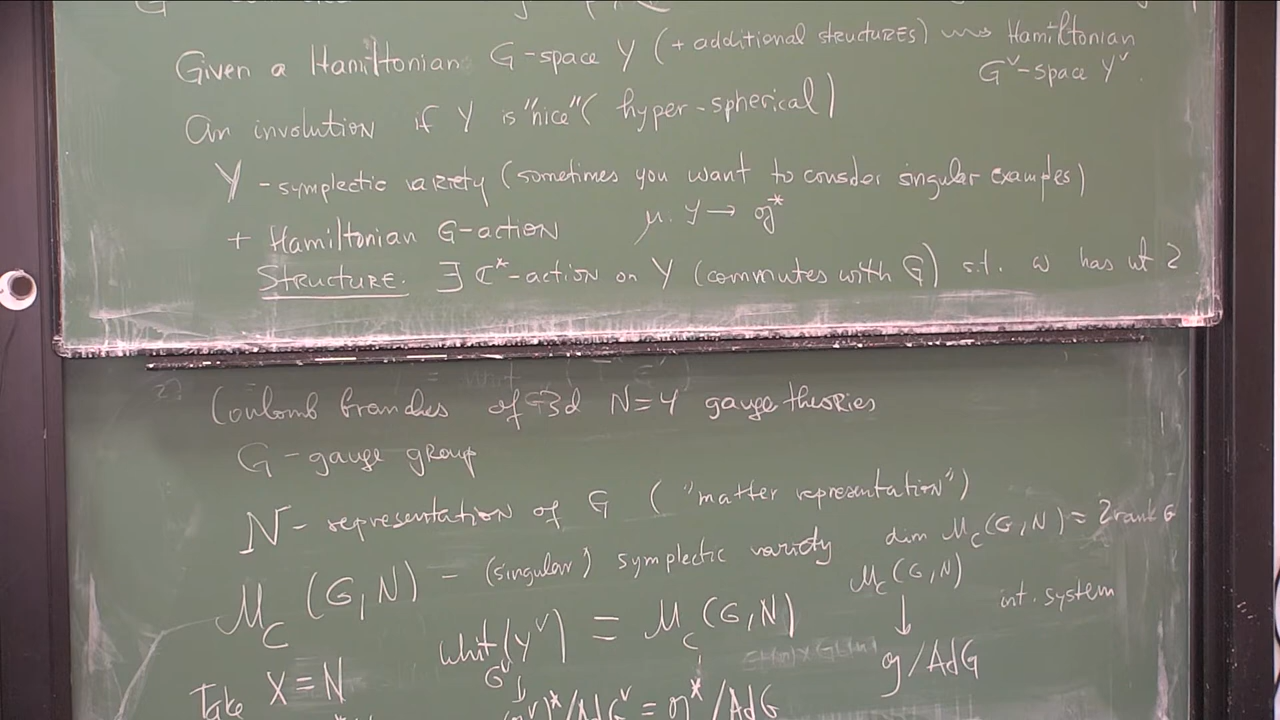 Given a Hamiltonian G-space Y (+ additional structures) ⇝ Hamiltonian
G^∨-space Y^∨.
An involution if Y is "nice" (hyper-spherical)
Y - symplectic variety (sometimes you want to consider singular examples)
+ Hamiltonian G-action μ: Y → 𝔤*
Structure. ∃ ℂ*-action on Y (commutes with G) s.t. ω has wt 2
Coulomb branches of 3d N=4 gauge theories
G - gauge group
N - representation of G ("matter representation")
M_C (G,N) - (singular) symplectic variety
dim M_C(G,N) = 2 rank G
M_C(G,N)
↓
𝔤/AdG
int. system
Whit_{G^∨}(Y^∨) = M_C(G,N)
↓ ↓
Take X=N
(𝔤^∨)*/AdG^∨ = 𝔤*/AdG